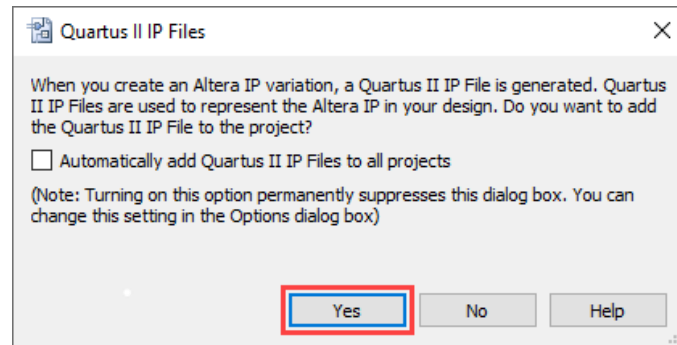 Quartus II IP Files
When you create an Altera IP variation, a Quartus II IP File is generated. Quartus
II IP Files are used to represent the Altera IP in your design. Do you want to add
the Quartus II IP File to the project?
Automatically add Quartus II IP Files to all projects
(Note: Turning on this option permanently suppresses this dialog box. You can
change this setting in the Options dialog box)
Yes No Help